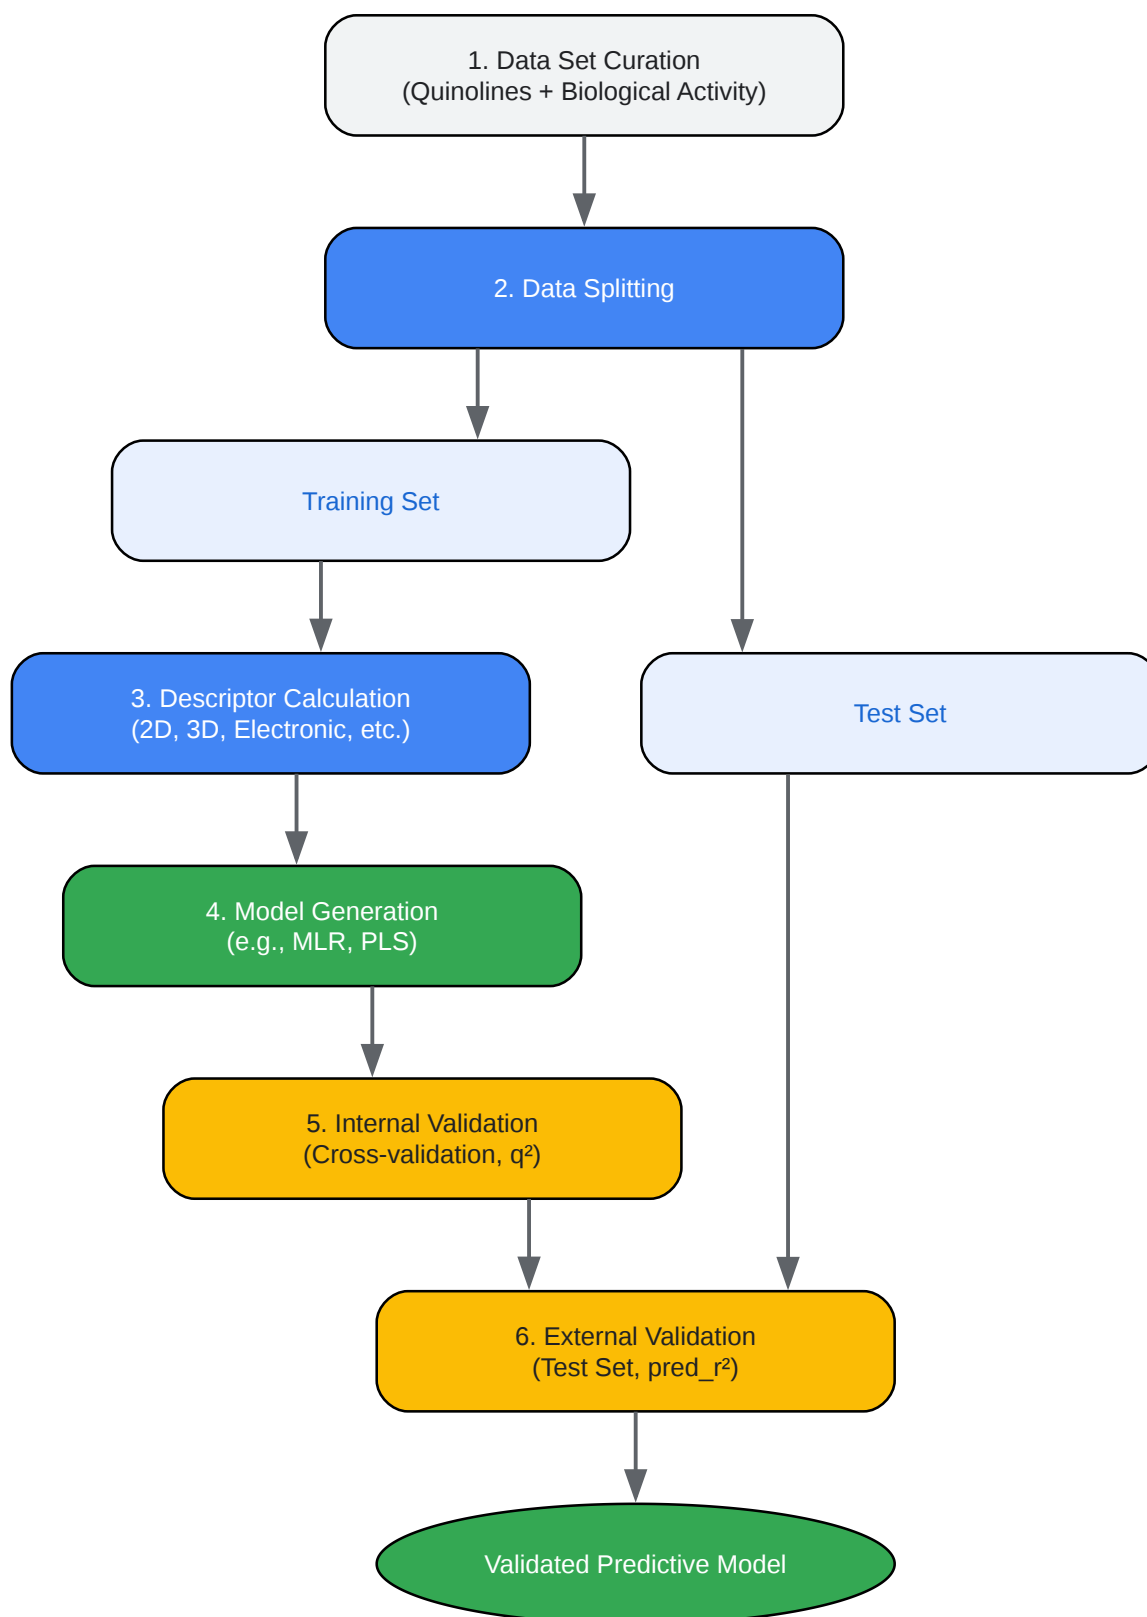 1. Data Set Curation
(Quinolines + Biological Activity)
2. Data Splitting
Training Set
3. Descriptor Calculation
(2D, 3D, Electronic, etc.)
Test Set
4. Model Generation
(e.g., MLR, PLS)
5. Internal Validation
(Cross-validation, q²)
6. External Validation
(Test Set, pred_r²)
Validated Predictive Model